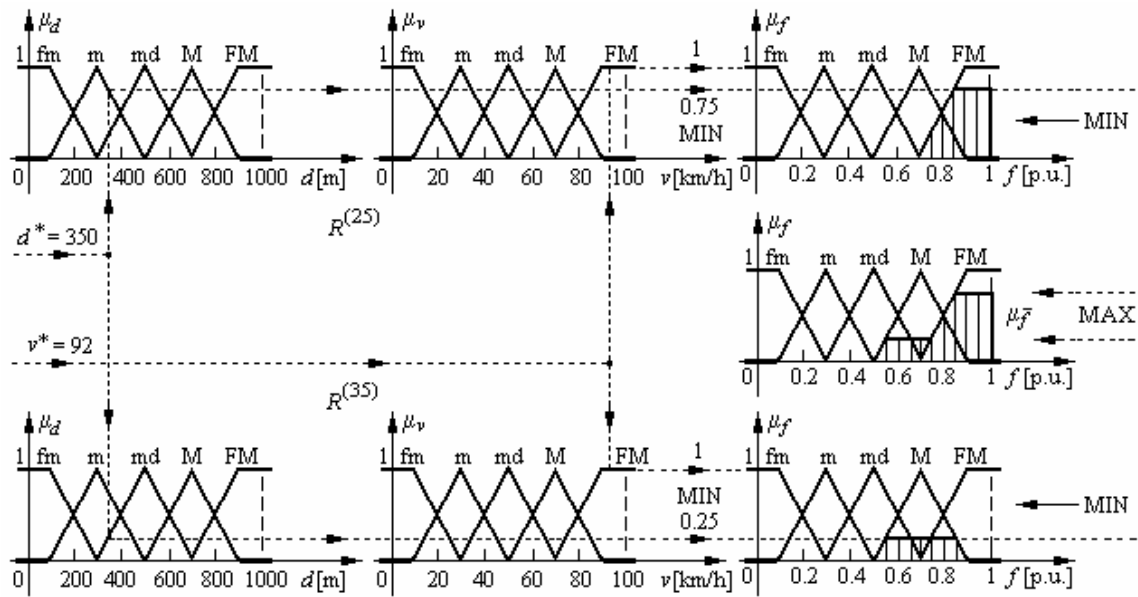 μd μv μf
1 fm m md M FM 1 fm m md M FM 1 1 fm m md M FM
0.75
MIN
MIN
0 200 400 600 800 1000 d[m] 0 20 40 60 80 100 v[km/h] 0 0.2 0.4 0.6 0.8 1 f[p.u.]
R(25)
d* = 350
μf
1 fm m md M FM
μf̄ MAX
v* = 92
0 0.2 0.4 0.6 0.8 1 f[p.u.]
R(35)
μd μv μf
1 fm m md M FM 1 fm m md M FM 1 1 fm m md M FM
MIN
0.25
MIN
0 200 400 600 800 1000 d[m] 0 20 40 60 80 100 v[km/h] 0 0.2 0.4 0.6 0.8 1 f[p.u.]